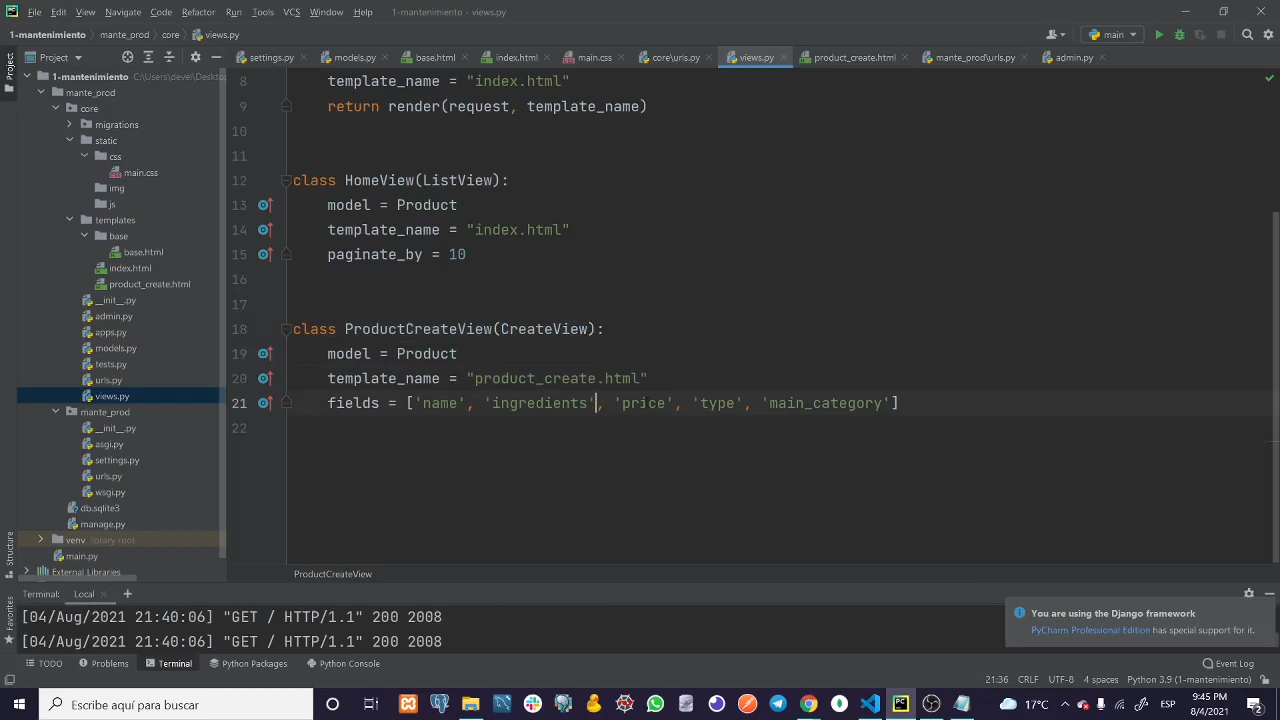 File Edit View Navigate Code Refactor Run Tools VCS Window Help 1-mantenimiento - views.py
1-mantenimiento mante_prod core views.py main
Project
settings.py models.py base.html index.html main.css core\urls.py views.py product_create.html mante_prod\urls.py admin.py
Project
1-mantenimiento C:\Users\devel\Deskto
mante_prod
core
migrations
static
css
main.css
img
js
templates
base
base.html
index.html
product_create.html
__init__.py
admin.py
apps.py
models.py
tests.py
urls.py
views.py
mante_prod
__init__.py
asgi.py
settings.py
urls.py
wsgi.py
db.sqlite3
manage.py
venv library root
main.py
External Libraries
8 template_name = "index.html"
9 return render(request, template_name)
10
11
12 class HomeView(ListView):
13 model = Product
14 template_name = "index.html"
15 paginate_by = 10
16
17
18 class ProductCreateView(CreateView):
19 model = Product
20 template_name = "product_create.html"
21 fields = ['name', 'ingredients', 'price', 'type', 'main_category']
22
ProductCreateView
Structure
Favorites
Terminal: Local
[04/Aug/2021 21:40:06] "GET / HTTP/1.1" 200 2008
[04/Aug/2021 21:40:06] "GET / HTTP/1.1" 200 2008
You are using the Django framework
PyCharm Professional Edition has special support for it.
TODO Problems Terminal Python Packages Python Console Event Log
21:36 CRLF UTF-8 4 spaces Python 3.9 (1-mantenimiento)
Escribe aquí para buscar
17°C ESP 9:45 PM
8/4/2021